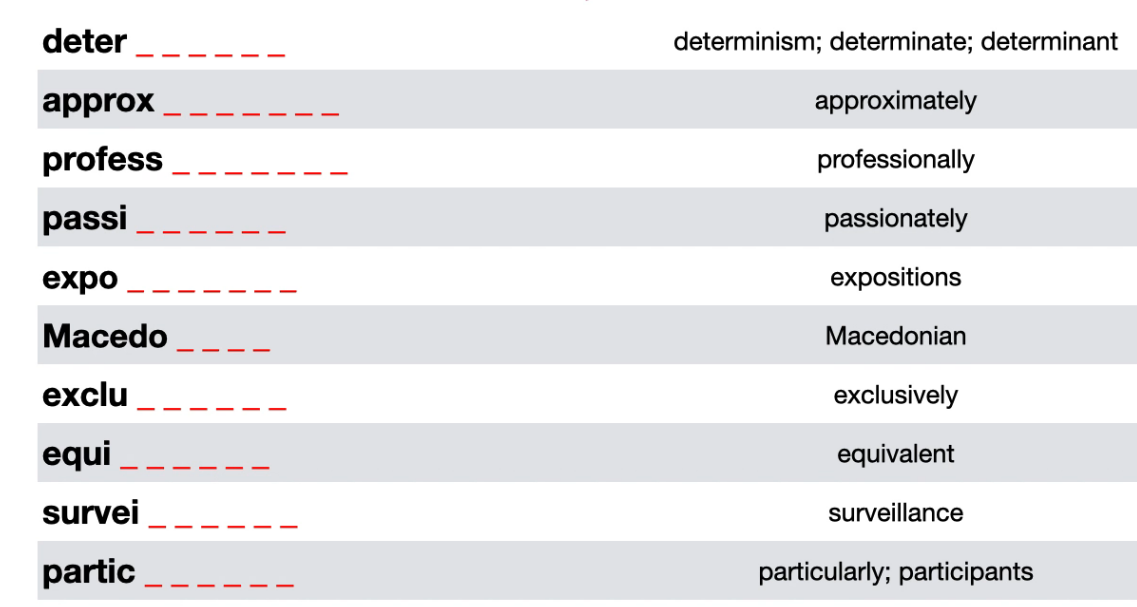 deter _ _ _ _ _ _ determinism; determinate; determinant
approx _ _ _ _ _ _ _ approximately
profess _ _ _ _ _ _ _ professionally
passi _ _ _ _ _ _ passionately
expo _ _ _ _ _ _ _ expositions
Macedo _ _ _ _ Macedonian
exclu _ _ _ _ _ _ exclusively
equi _ _ _ _ _ _ equivalent
survei _ _ _ _ _ _ surveillance
partic _ _ _ _ _ _ particularly; participants